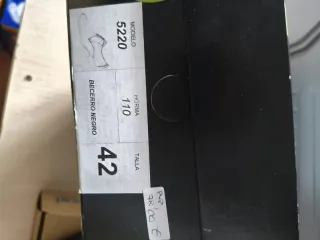 MODELO
5220
HORMA
110
BECERRO NEGRO
TALLA
42